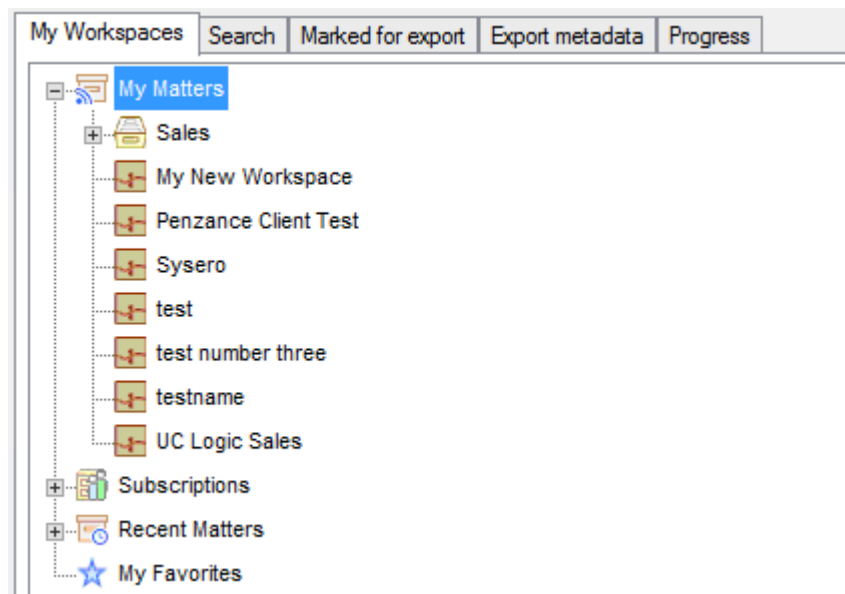 My Workspaces Search Marked for export Export metadata Progress
My Matters
Sales
My New Workspace
Penzance Client Test
Sysero
test
test number three
testname
UC Logic Sales
Subscriptions
Recent Matters
My Favorites